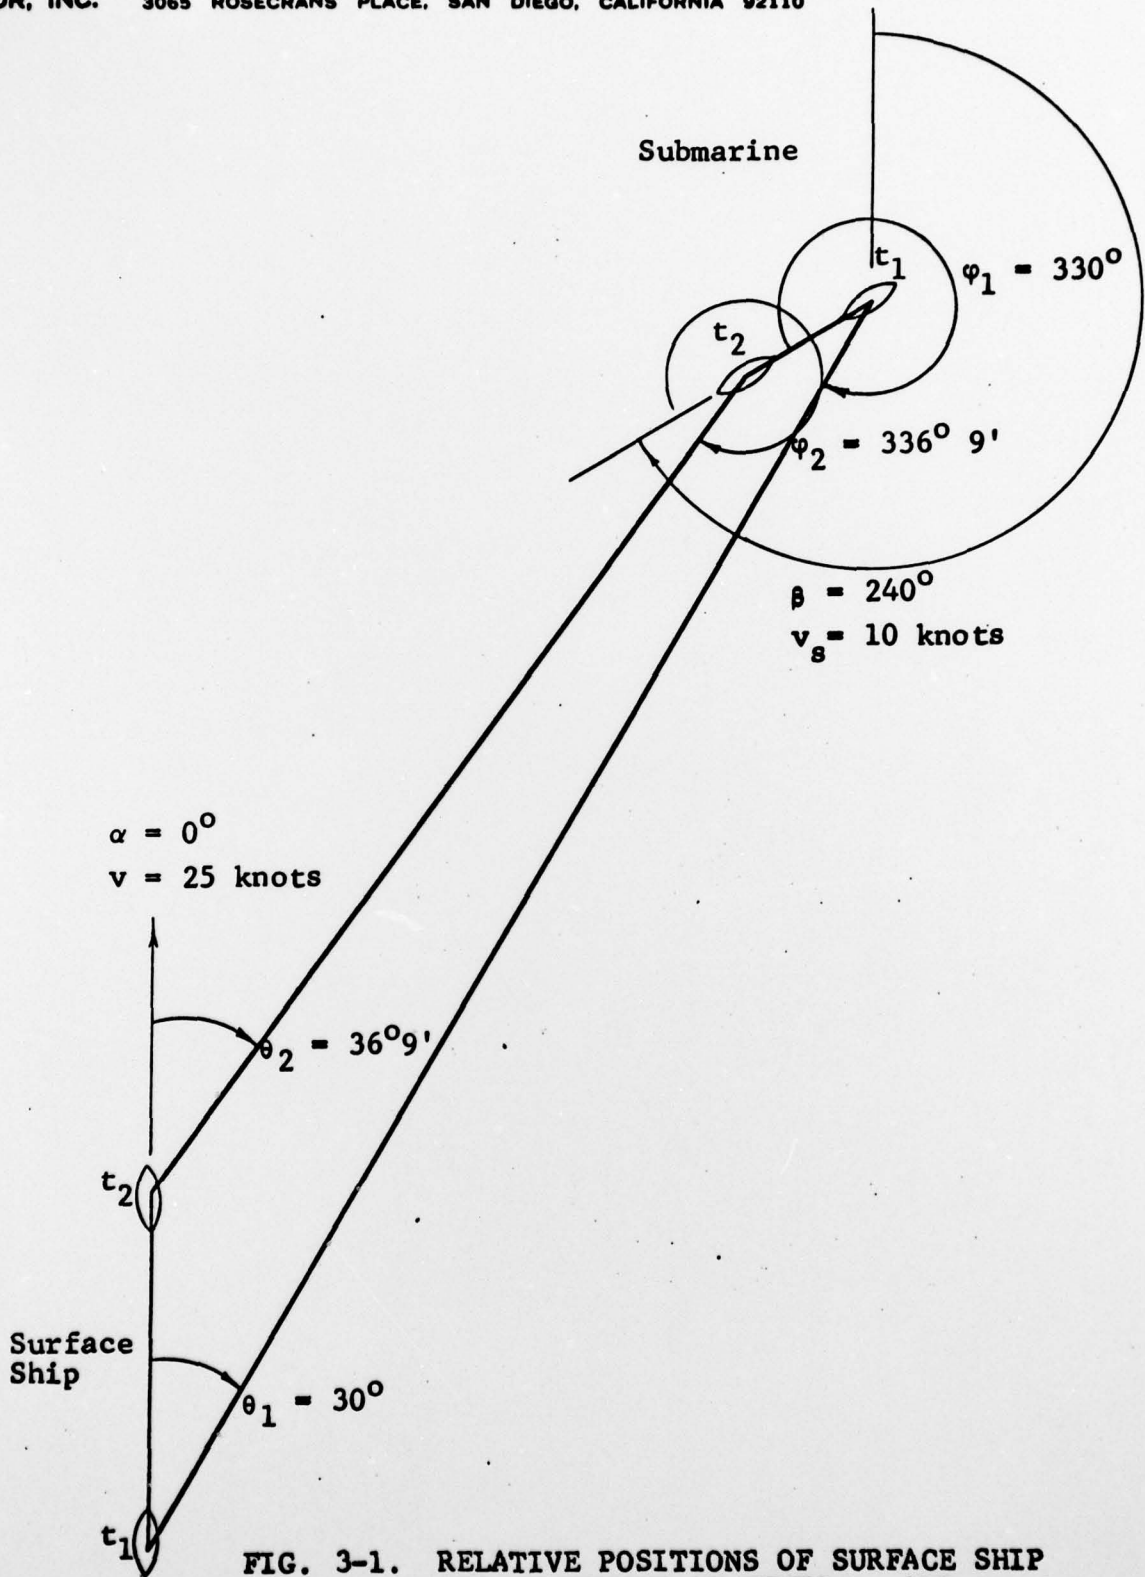 OR, INC. 3065 ROSECRANS PLACE, SAN DIEGO, CALIFORNIA 92110
Submarine
t1
φ1 = 330°
t2
φ2 = 336° 9'
β = 240°
vs = 10 knots
α = 0°
v = 25 knots
θ2 = 36°9'
t2
Surface
Ship
θ1 = 30°
t1
FIG. 3-1. RELATIVE POSITIONS OF SURFACE SHIP